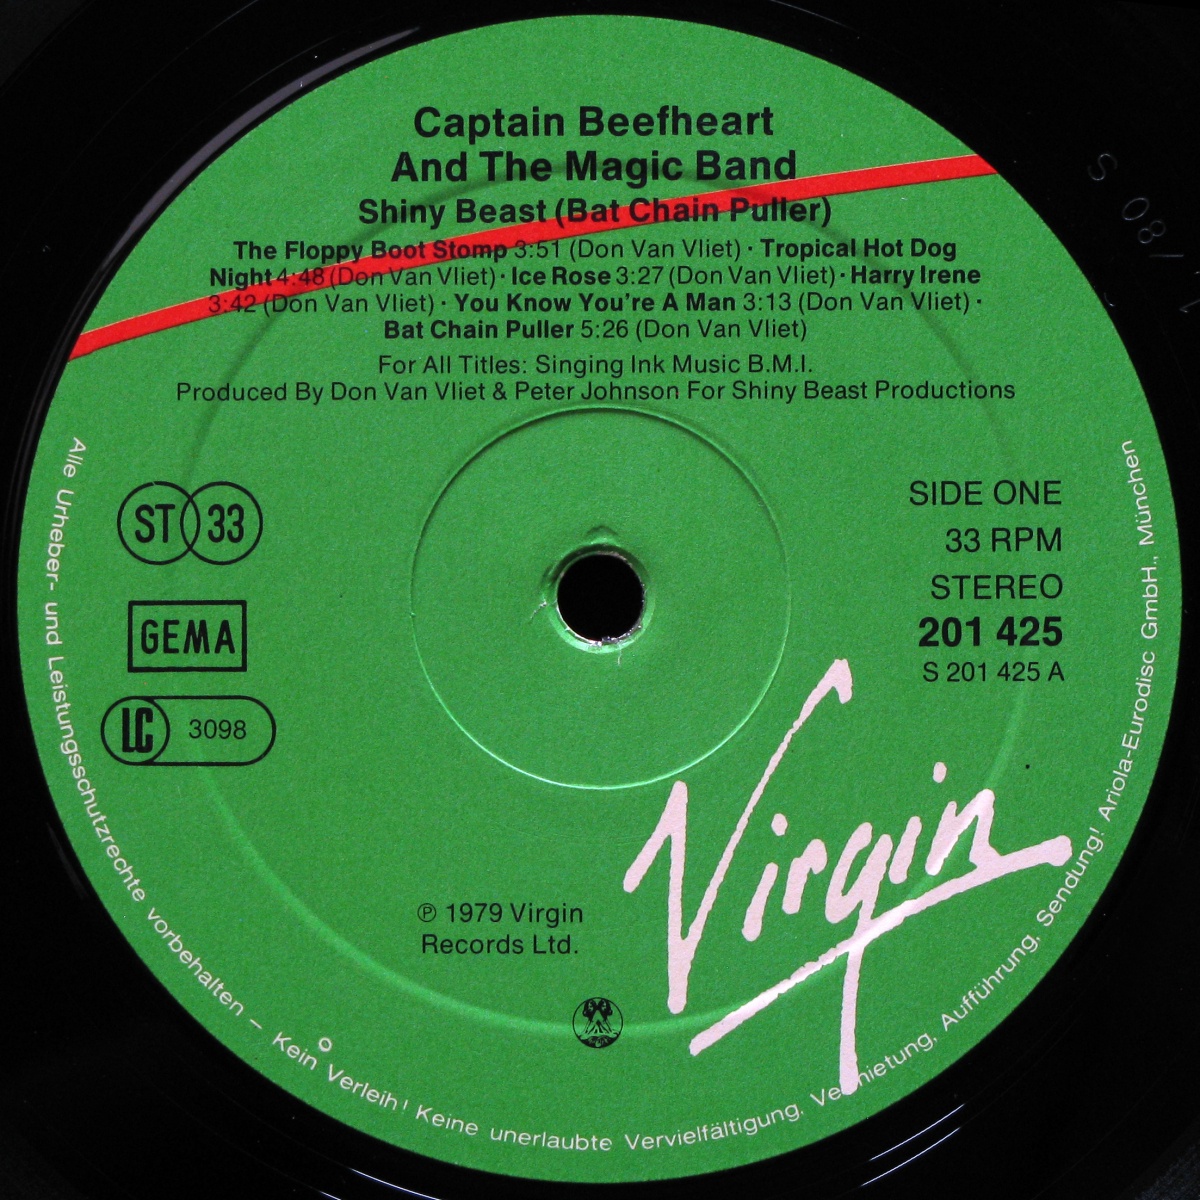 Captain Beefheart
And The Magic Band
Shiny Beast (Bat Chain Puller)
The Floppy Boot Stomp 3:51 (Don Van Vliet) · Tropical Hot Dog
Night 4:48 (Don Van Vliet) · Ice Rose 3:27 (Don Van Vliet) · Harry Irene
3:42 (Don Van Vliet) · You Know You're A Man 3:13 (Don Van Vliet) ·
Bat Chain Puller 5:26 (Don Van Vliet)
For All Titles: Singing Ink Music B.M.I.
Produced By Don Van Vliet & Peter Johnson For Shiny Beast Productions
ST 33
GEMA
LC 3098
SIDE ONE
33 RPM
STEREO
201 425
S 201 425 A
Virgin
℗ 1979 Virgin
Records Ltd.
Alle Urheber- und Leistungsschutzrechte vorbehalten – Kein Verleih! Keine unerlaubte Vervielfältigung, Vermietung, Aufführung, Sendung! Ariola-Eurodisc GmbH., München